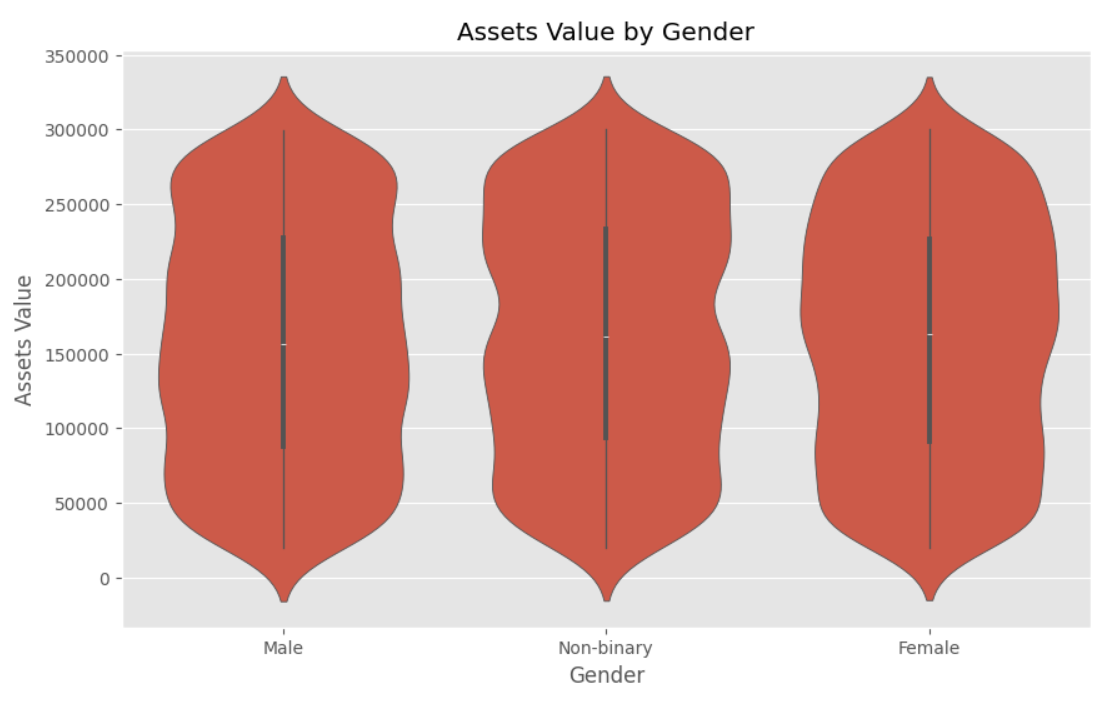 Assets Value by Gender
350000
300000
250000
200000
150000
100000
50000
0
Assets Value
Male
Non-binary
Female
Gender